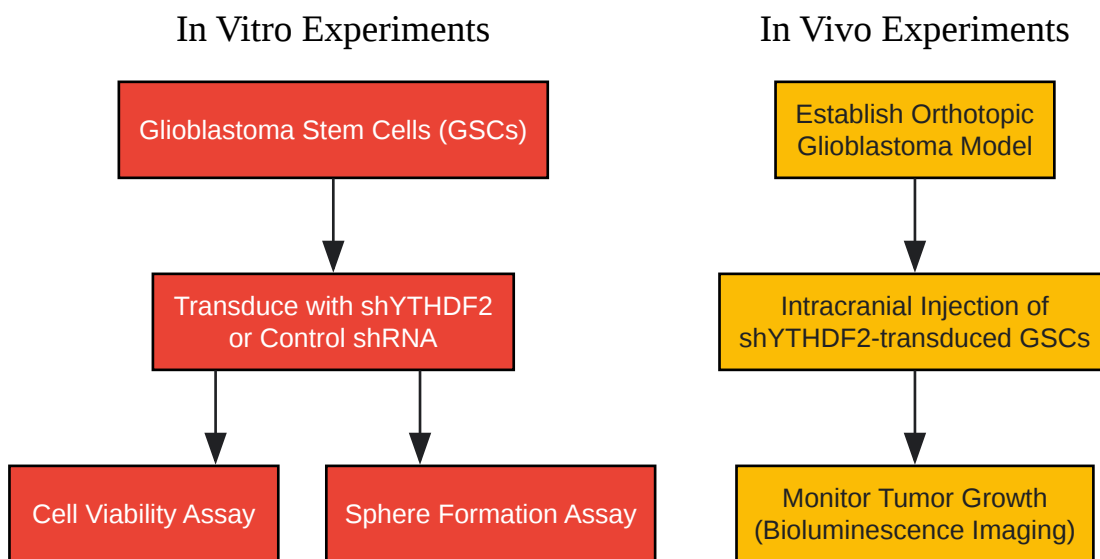 In Vitro Experiments
Glioblastoma Stem Cells (GSCs)
Transduce with shYTHDF2
or Control shRNA
Cell Viability Assay
Sphere Formation Assay
In Vivo Experiments
Establish Orthotopic
Glioblastoma Model
Intracranial Injection of
shYTHDF2-transduced GSCs
Monitor Tumor Growth
(Bioluminescence Imaging)